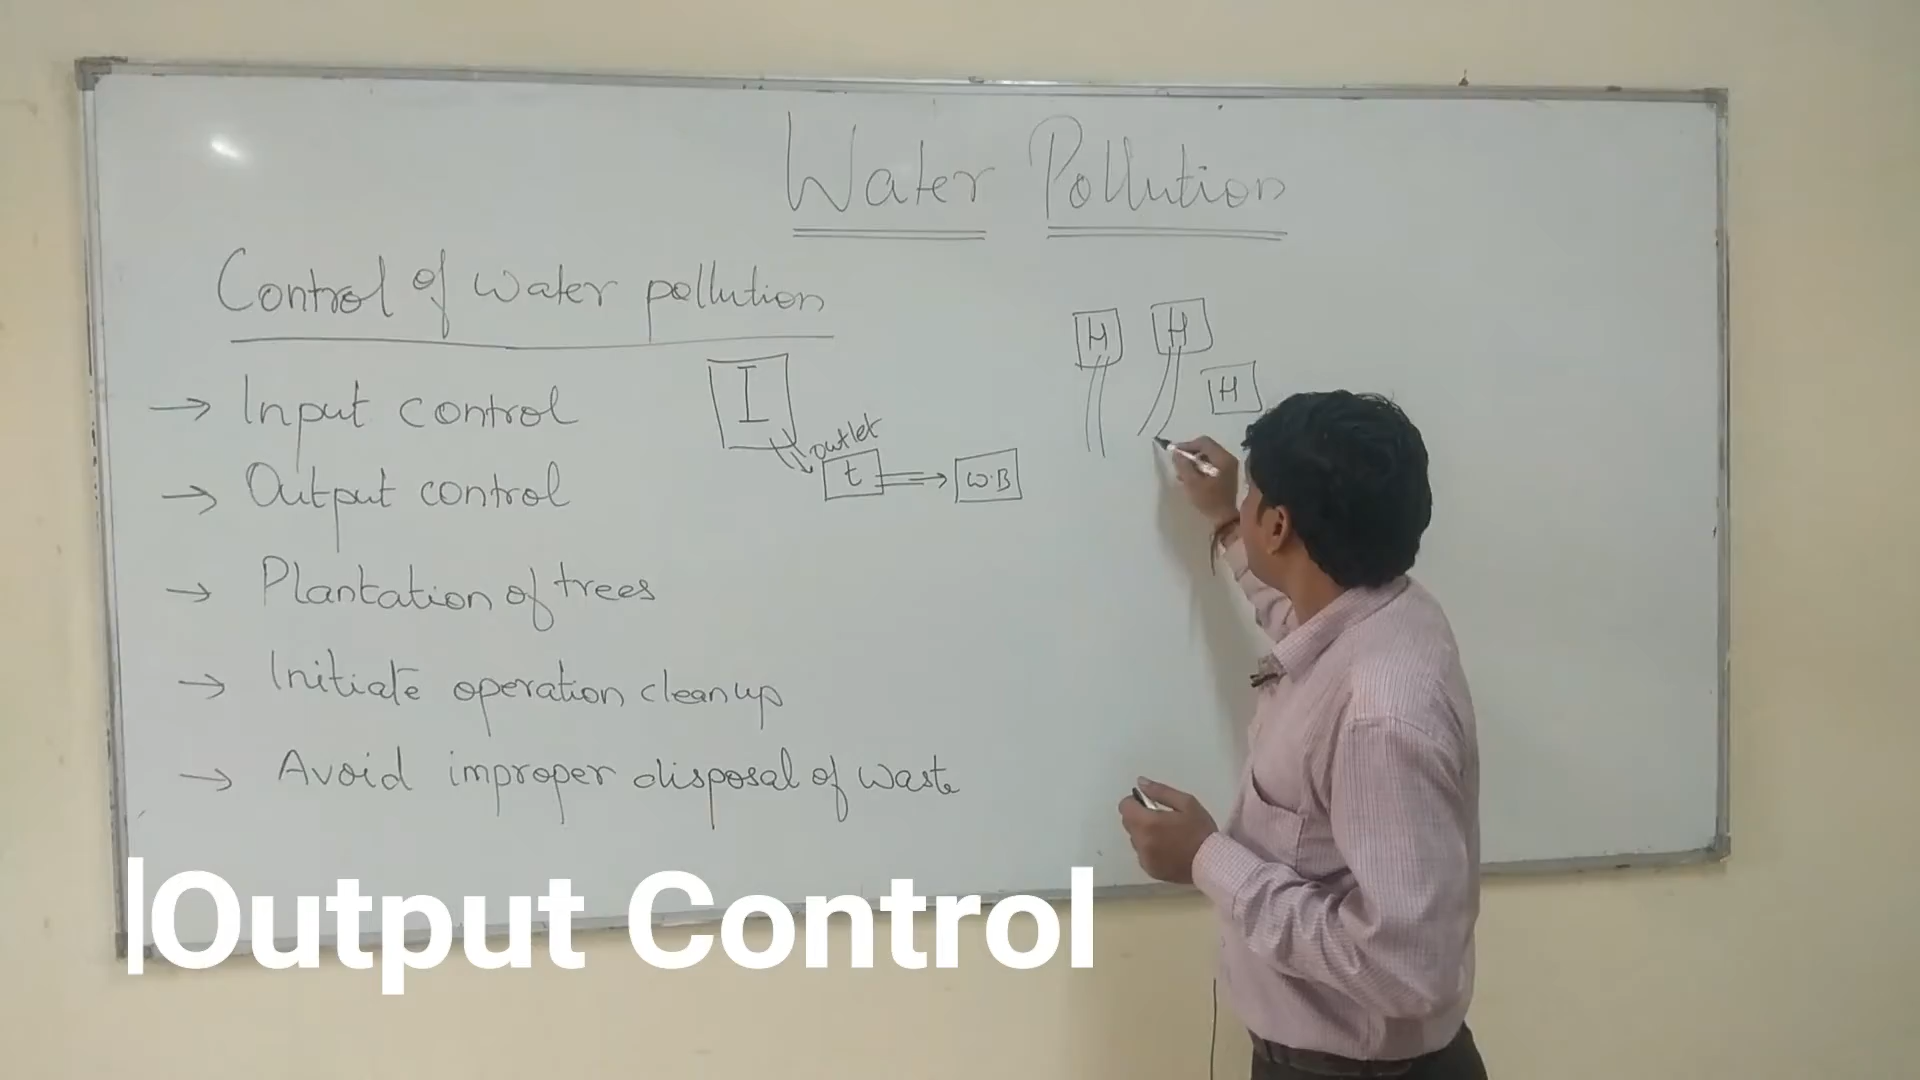 Water Pollution
Control of water pollution
→ Input control
→ Output control
→ Plantation of trees
→ Initiate operation cleanup
→ Avoid improper disposal of waste
I
outlet
t
W.B
H
H
H
Output Control